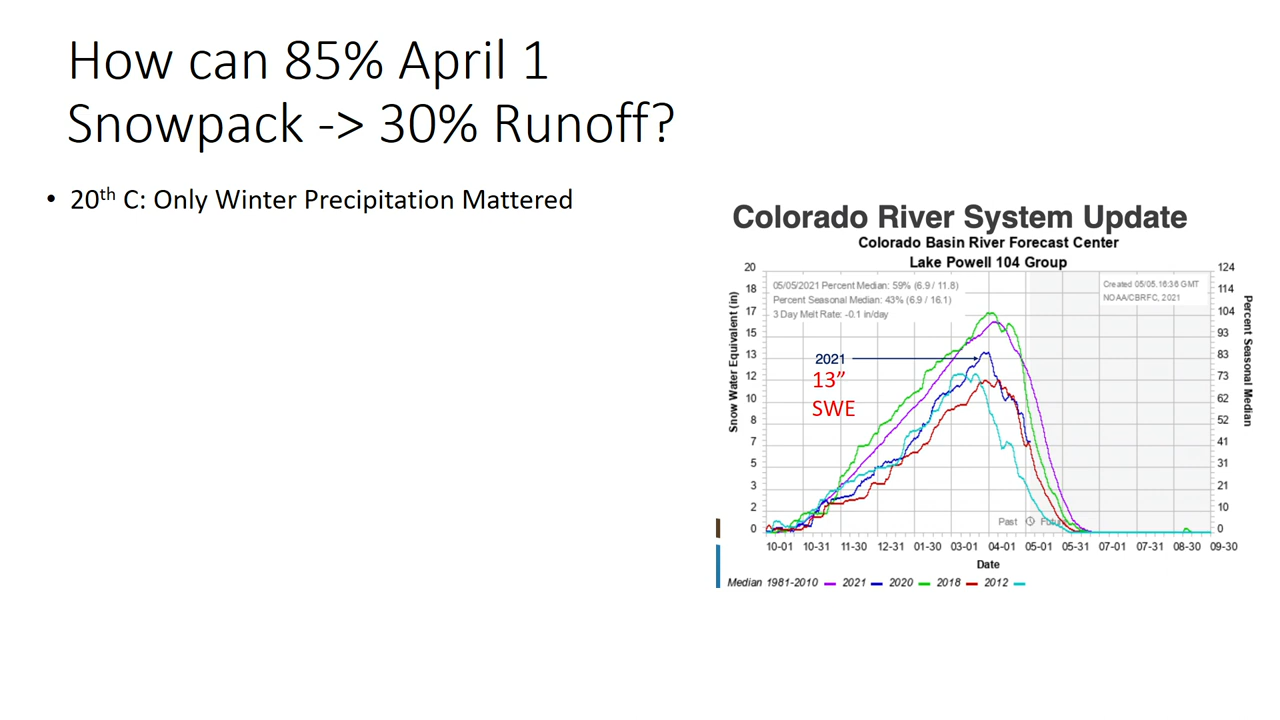 How can 85% April 1
Snowpack -> 30% Runoff?
• 20th C: Only Winter Precipitation Mattered
Colorado River System Update
Colorado Basin River Forecast Center
Lake Powell 104 Group
05/05/2021 Percent Median: 59% (6.9 / 11.8)
Percent Seasonal Median: 43% (6.9 / 16.1)
3 Day Melt Rate: -0.1 in/day
Created 05/05.16:36 GMT
NOAA/CBRFC, 2021
Snow Water Equivalent (in)
20
18
17
15
13
12
10
8
7
5
3
2
0
2021
13”
SWE
124
114
104
93
83
73
62
52
41
31
21
10
0
Percent Seasonal Median
Past
10-01 10-31 11-30 12-31 01-30 03-01 04-01 05-01 05-31 07-01 07-31 08-30 09-30
Date
Median 1981-2010 2021 2020 2018 2012